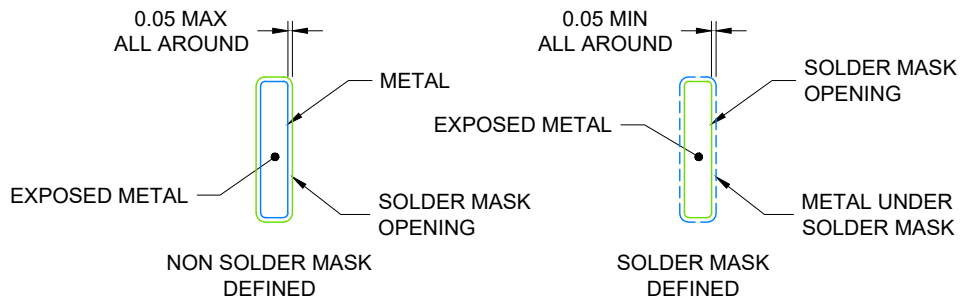 0.05 MAX
ALL AROUND
METAL
EXPOSED METAL
SOLDER MASK
OPENING
NON SOLDER MASK
DEFINED
0.05 MIN
ALL AROUND
SOLDER MASK
OPENING
EXPOSED METAL
METAL UNDER
SOLDER MASK
SOLDER MASK
DEFINED